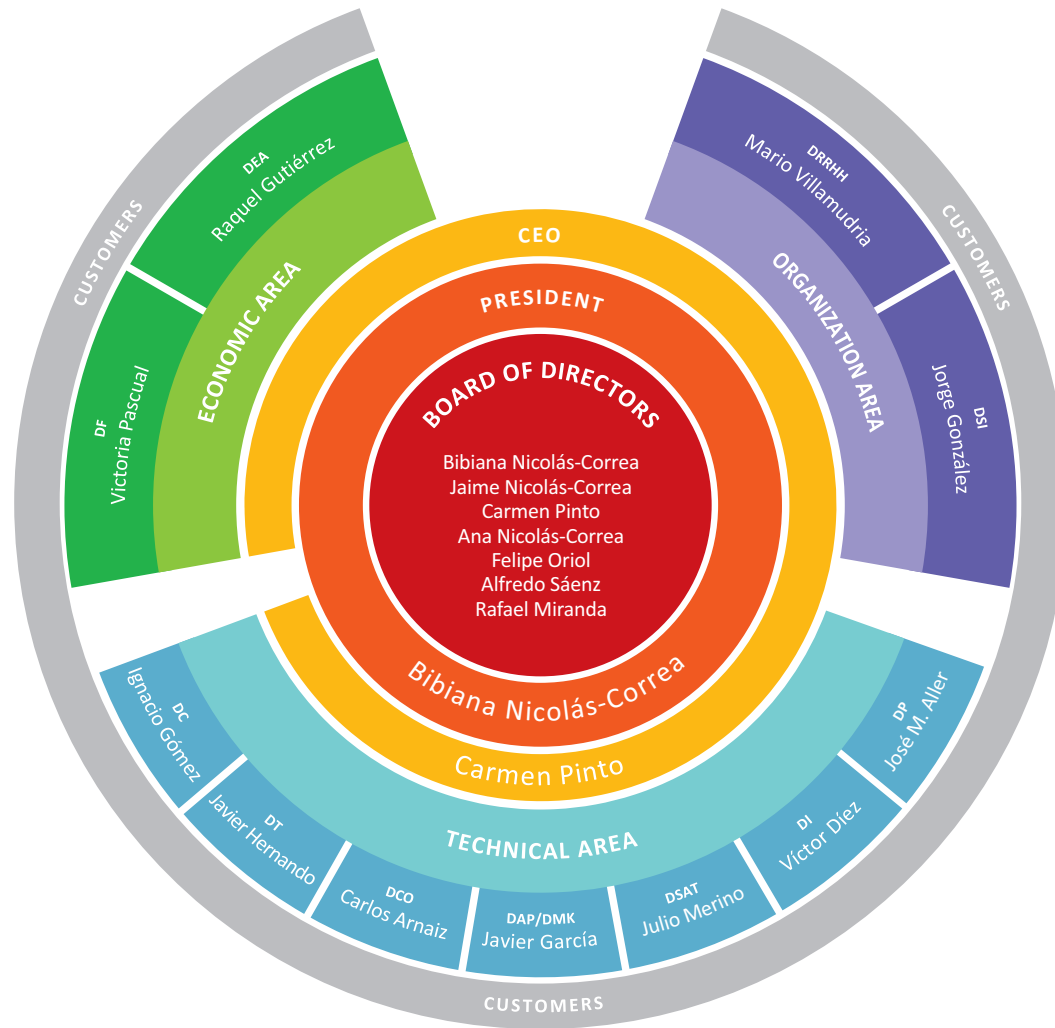 CUSTOMERS
DEA
Raquel Gutiérrez
DF
Victoria Pascual
ECONOMIC AREA
CUSTOMERS
DRRHH
Mario Villamudria
DSI
Jorge González
ORGANIZATION AREA
CEO
PRESIDENT
BOARD OF DIRECTORS
Bibiana Nicolás-Correa
Jaime Nicolás-Correa
Carmen Pinto
Ana Nicolás-Correa
Felipe Oriol
Alfredo Sáenz
Rafael Miranda
Bibiana Nicolás-Correa
Carmen Pinto
TECHNICAL AREA
DC
Ignacio Gómez
DT
Javier Hernando
DCO
Carlos Arnaiz
DAP/DMK
Javier García
DSAT
Julio Merino
DI
Víctor Díez
DP
José M. Aller
CUSTOMERS